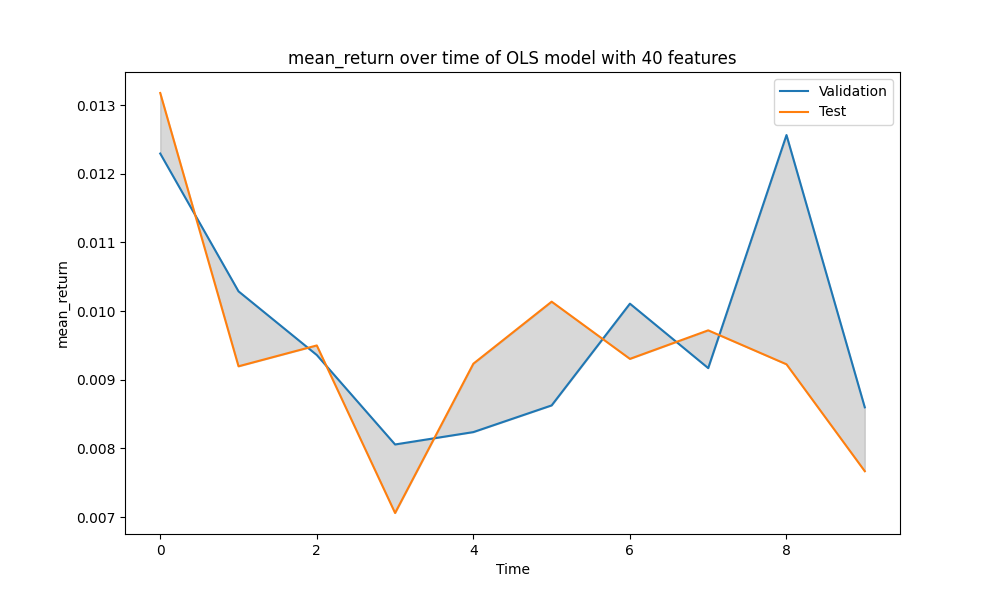 mean_return over time of OLS model with 40 features
Validation
Test
0.013
0.012
0.011
0.010
0.009
0.008
0.007
mean_return
0 2 4 6 8
Time